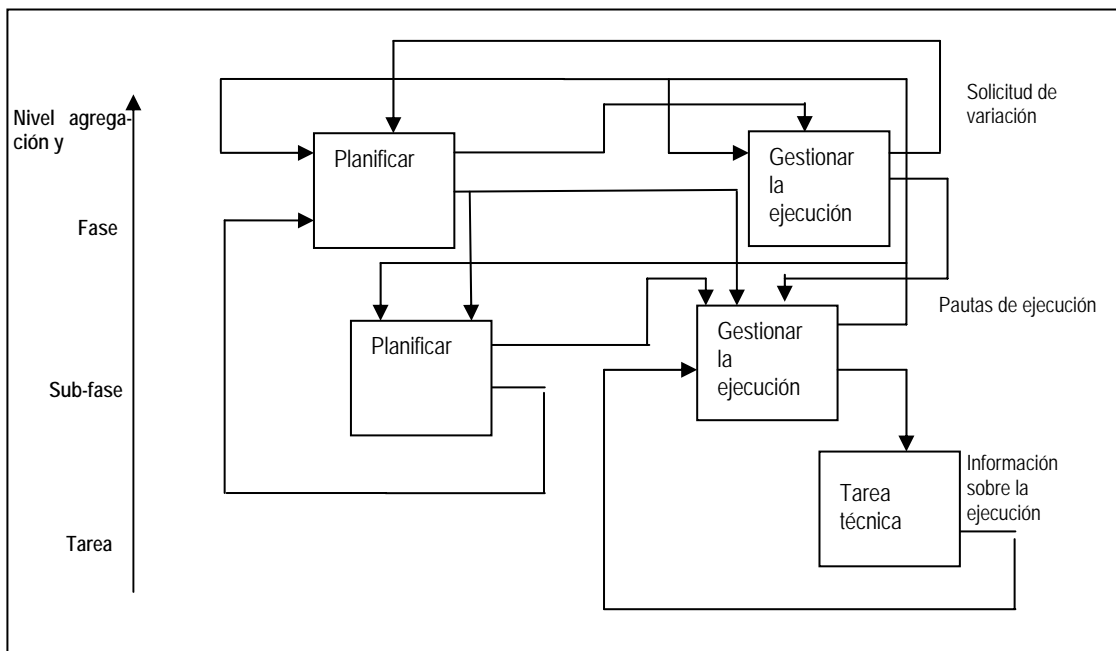 Nivel agrega-
ción y
Fase
Sub-fase
Tarea
Planificar
Gestionar
la
ejecución
Solicitud de
variación
Planificar
Gestionar
la
ejecución
Pautas de ejecución
Tarea
técnica
Información
sobre la
ejecución